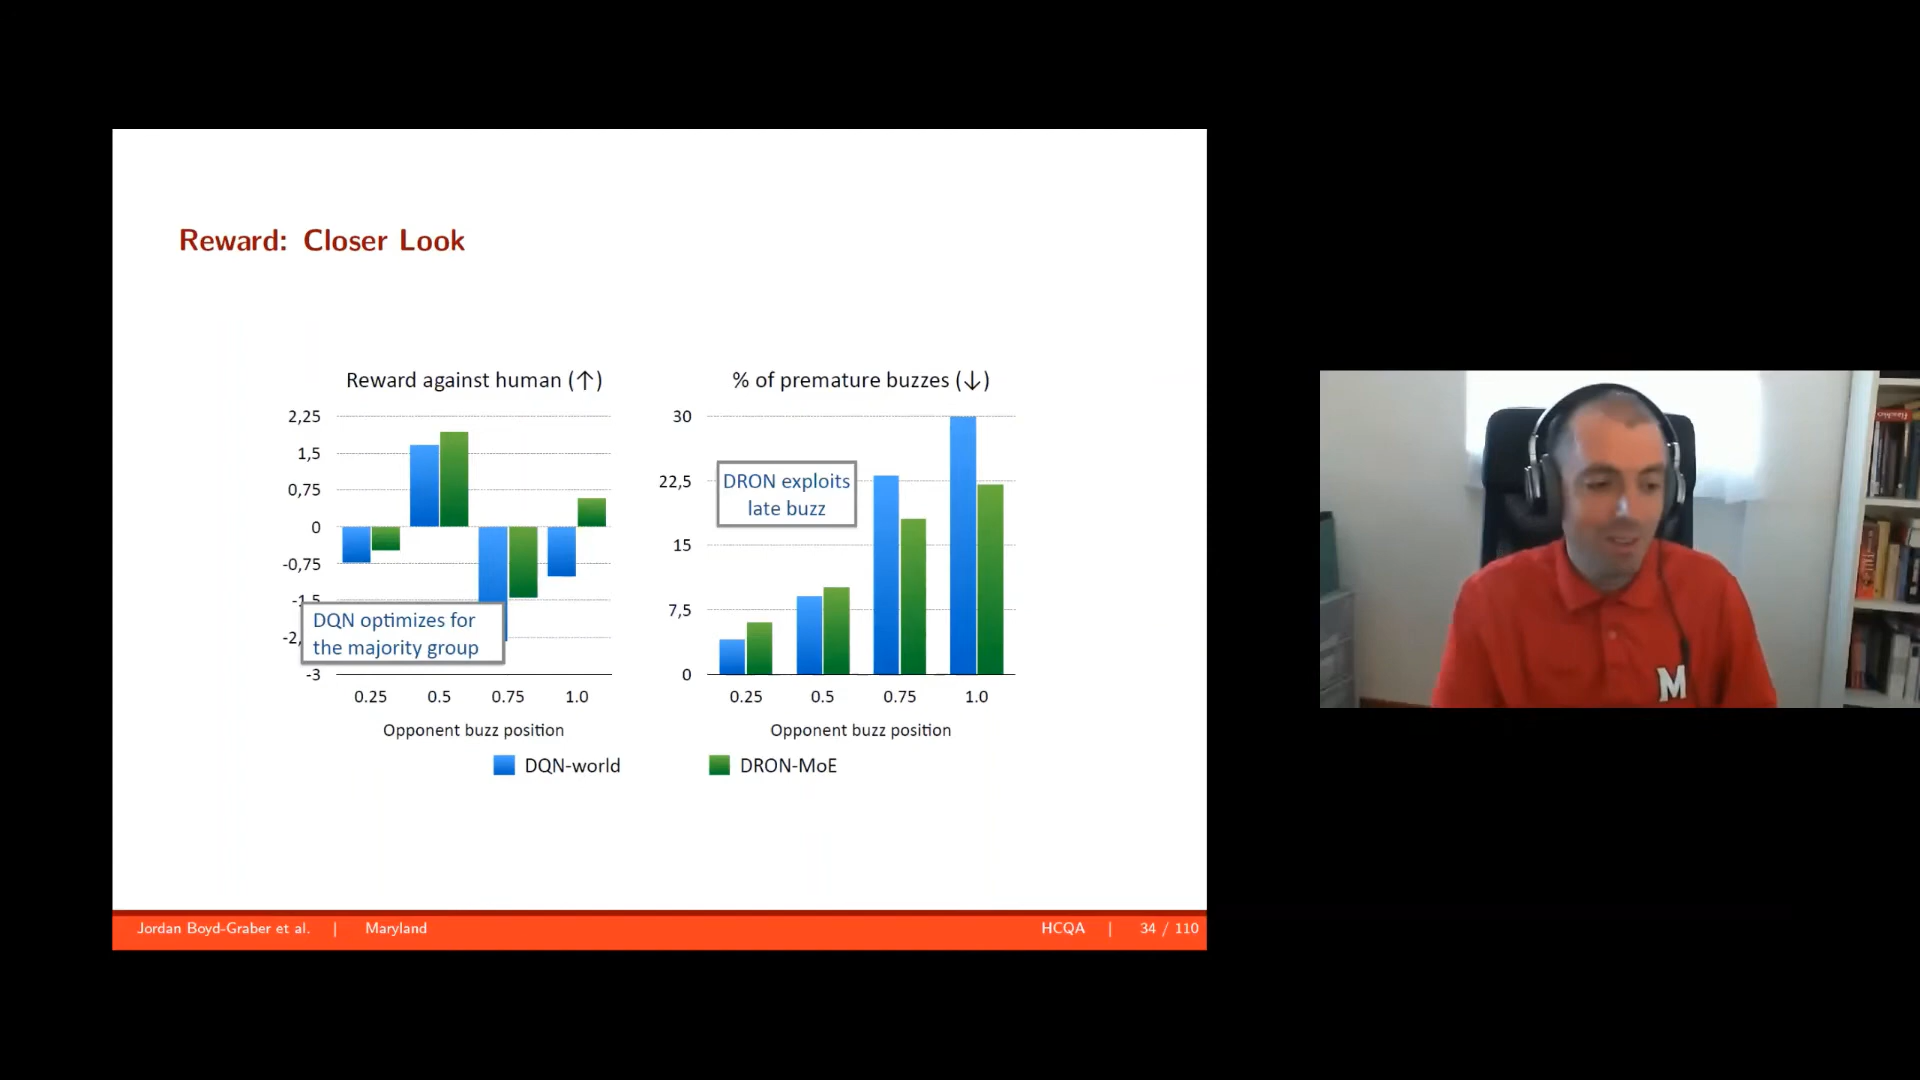 Reward: Closer Look
Reward against human (↑)
2,25
1,5
0,75
0
-0,75
-1,5
-2,
-3
0.25 0.5 0.75 1.0
Opponent buzz position
DQN optimizes for
the majority group
% of premature buzzes (↓)
30
22,5
15
7,5
0
0.25 0.5 0.75 1.0
Opponent buzz position
DRON exploits
late buzz
DQN-world DRON-MoE
Jordan Boyd-Graber et al. | Maryland HCQA | 34 / 110
M